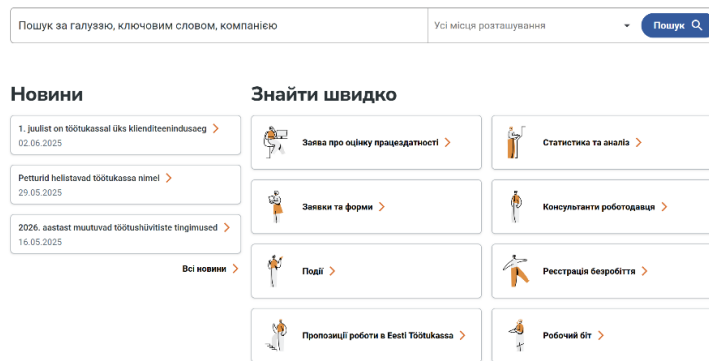 Пошук за галуззю, ключовим словом, компанією
Усі місця розташування
Пошук
Новини
1. juulist on töötukassal üks klienditeenindusaeg
02.06.2025
Petturid helistavad töötukassa nimel
29.05.2025
2026. aastast muutuvad töötushüvitiste tingimused
16.05.2025
Всі новини
Знайти швидко
Заява про оцінку працездатності
Статистика та аналіз
Заявки та форми
Консультанти роботодавця
Події
Реєстрація безробіття
Пропозиції роботи в Eesti Töötukassa
Робочий біт